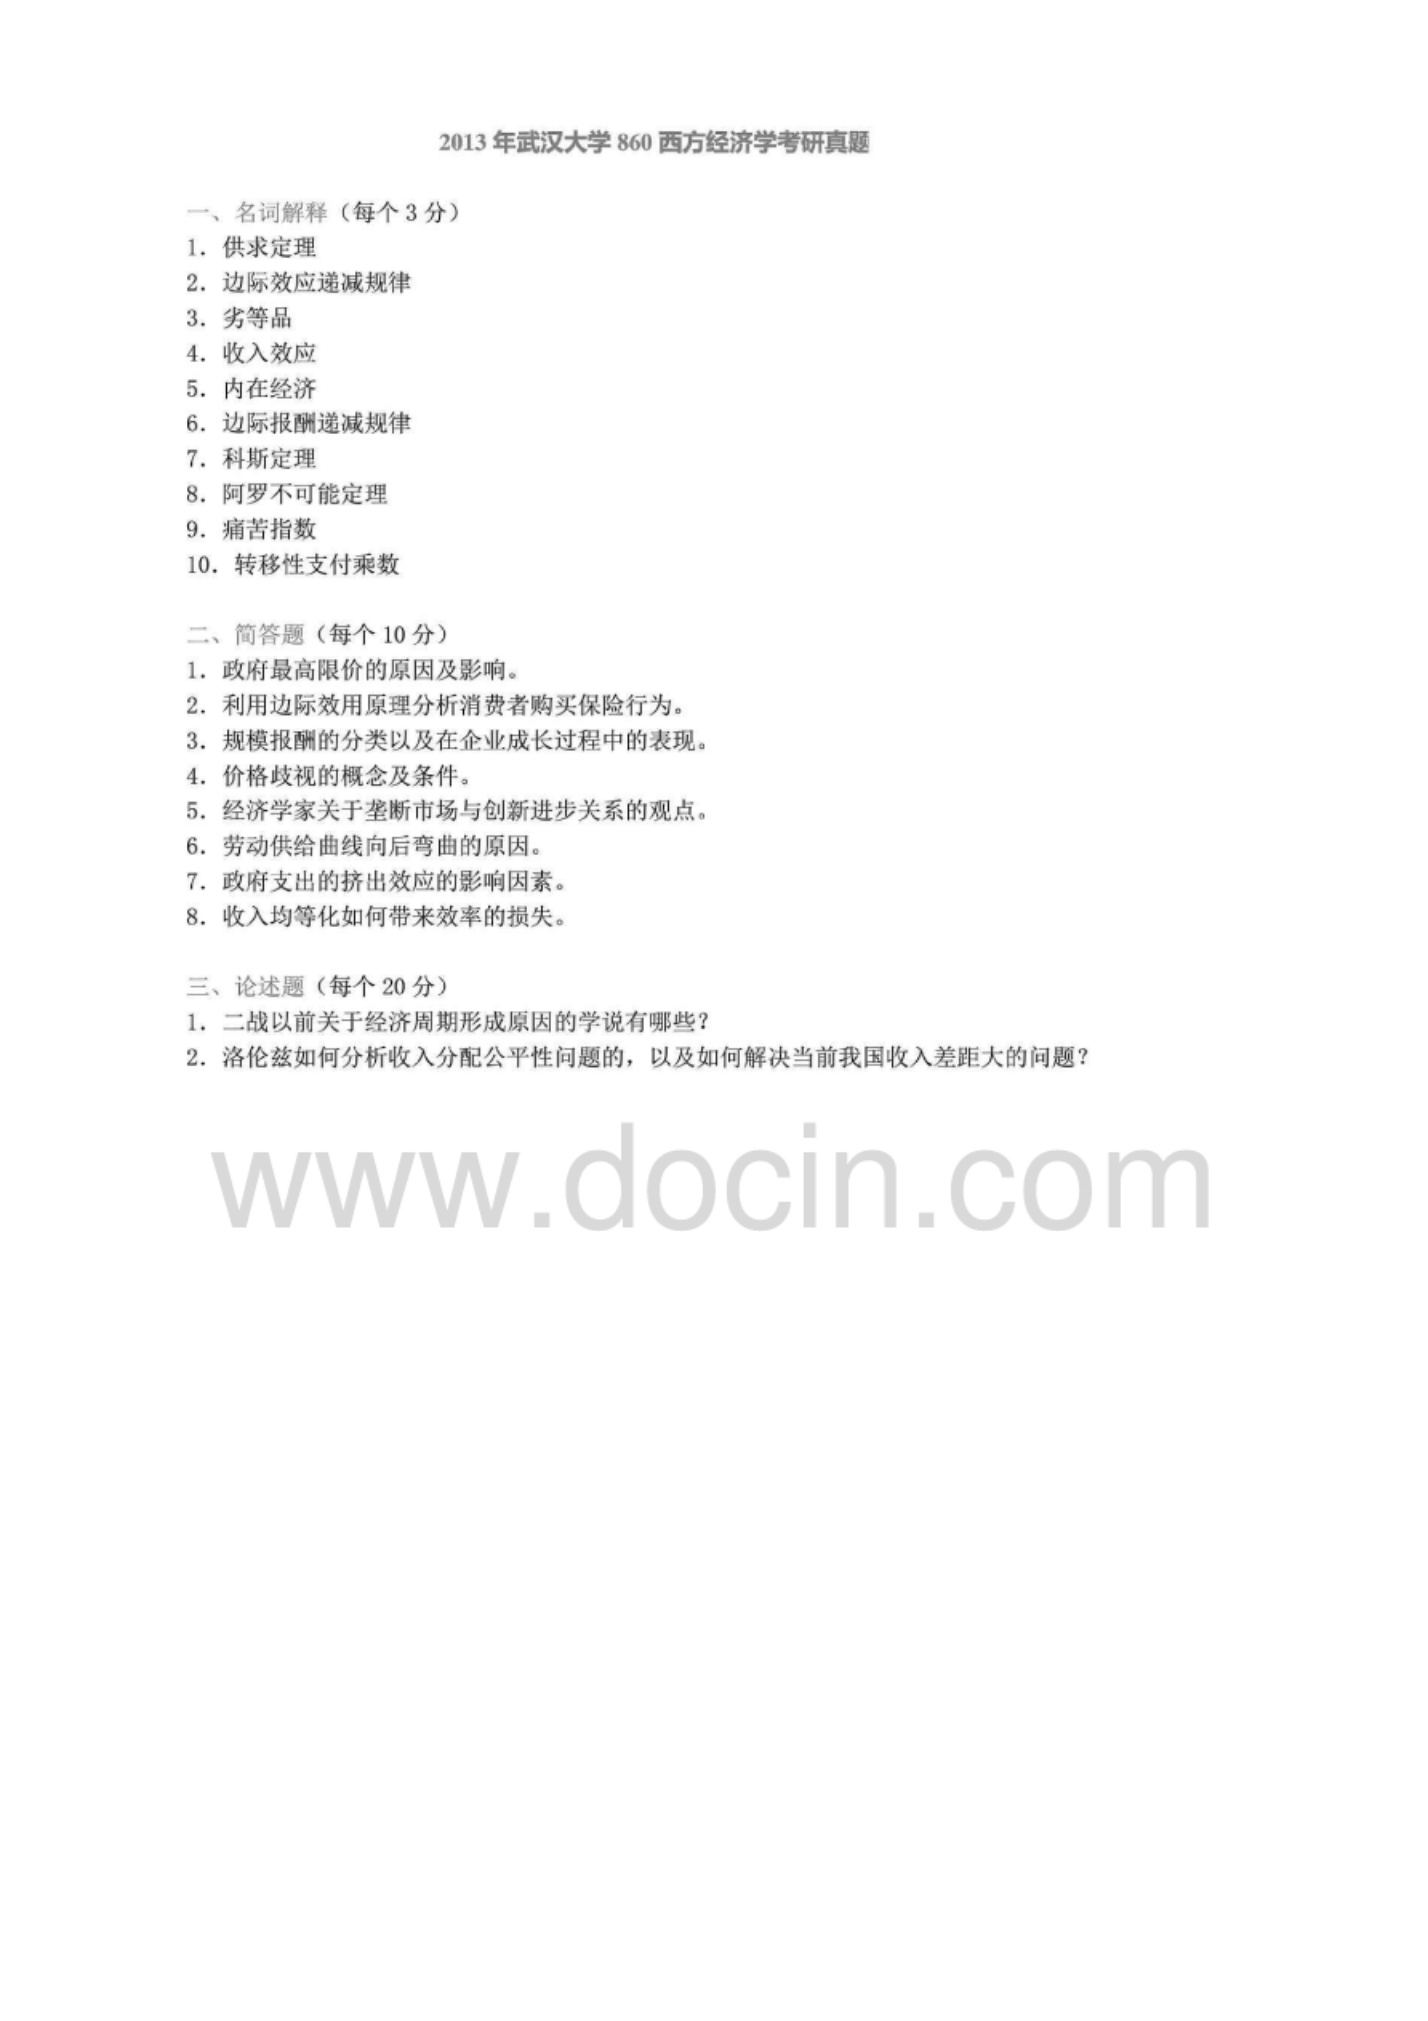 2013 年武汉大学 860 西方经济学考研真题
一、名词解释（每个 3 分）
1．供求定理
2．边际效应递减规律
3．劣等品
4．收入效应
5．内在经济
6．边际报酬递减规律
7．科斯定理
8．阿罗不可能定理
9．痛苦指数
10．转移性支付乘数
二、简答题（每个 10 分）
1．政府最高限价的原因及影响。
2．利用边际效用原理分析消费者购买保险行为。
3．规模报酬的分类以及在企业成长过程中的表现。
4．价格歧视的概念及条件。
5．经济学家关于垄断市场与创新进步关系的观点。
6．劳动供给曲线向后弯曲的原因。
7．政府支出的挤出效应的影响因素。
8．收入均等化如何带来效率的损失。
三、论述题（每个 20 分）
1．二战以前关于经济周期形成原因的学说有哪些？
2．洛伦兹如何分析收入分配公平性问题的，以及如何解决当前我国收入差距大的问题？
www.docin.com